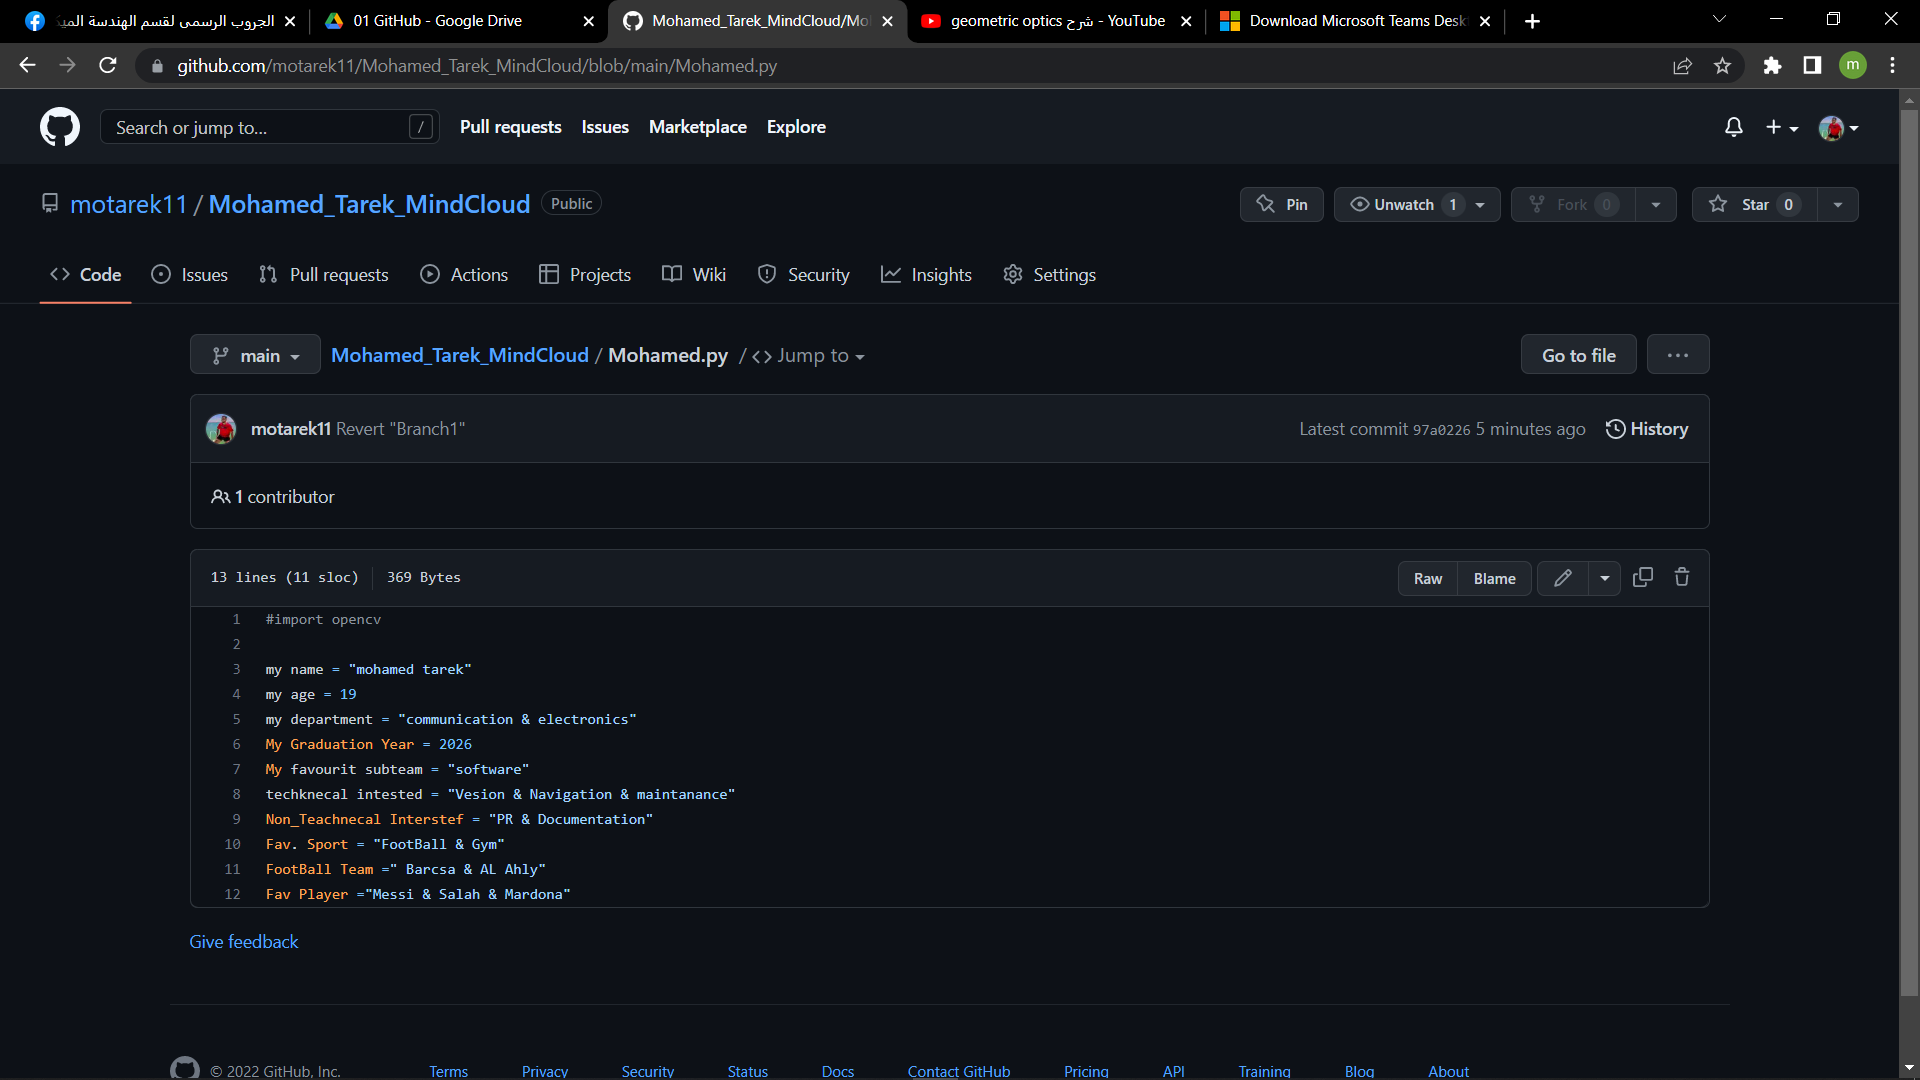 الجروب الرسمى لقسم الهندسة الميك
01 GitHub - Google Drive
Mohamed_Tarek_MindCloud/Mo
geometric optics شرح - YouTube
Download Microsoft Teams Desk
github.com/motarek11/Mohamed_Tarek_MindCloud/blob/main/Mohamed.py
m
Search or jump to... /
Pull requests
Issues
Marketplace
Explore
motarek11 / Mohamed_Tarek_MindCloud Public
Pin
Unwatch 1
Fork 0
Star 0
Code
Issues
Pull requests
Actions
Projects
Wiki
Security
Insights
Settings
main
Mohamed_Tarek_MindCloud / Mohamed.py / <> Jump to
Go to file
...
motarek11 Revert "Branch1"
Latest commit 97a0226 5 minutes ago
History
1 contributor
13 lines (11 sloc) 369 Bytes
Raw
Blame
1 #import opencv
2
3 my name = "mohamed tarek"
4 my age = 19
5 my department = "communication & electronics"
6 My Graduation Year = 2026
7 My favourit subteam = "software"
8 techknecal intested = "Vesion & Navigation & maintanance"
9 Non_Teachnecal Interstef = "PR & Documentation"
10 Fav. Sport = "FootBall & Gym"
11 FootBall Team =" Barcsa & AL Ahly"
12 Fav Player ="Messi & Salah & Mardona"
Give feedback
© 2022 GitHub, Inc.
Terms
Privacy
Security
Status
Docs
Contact GitHub
Pricing
API
Training
Blog
About